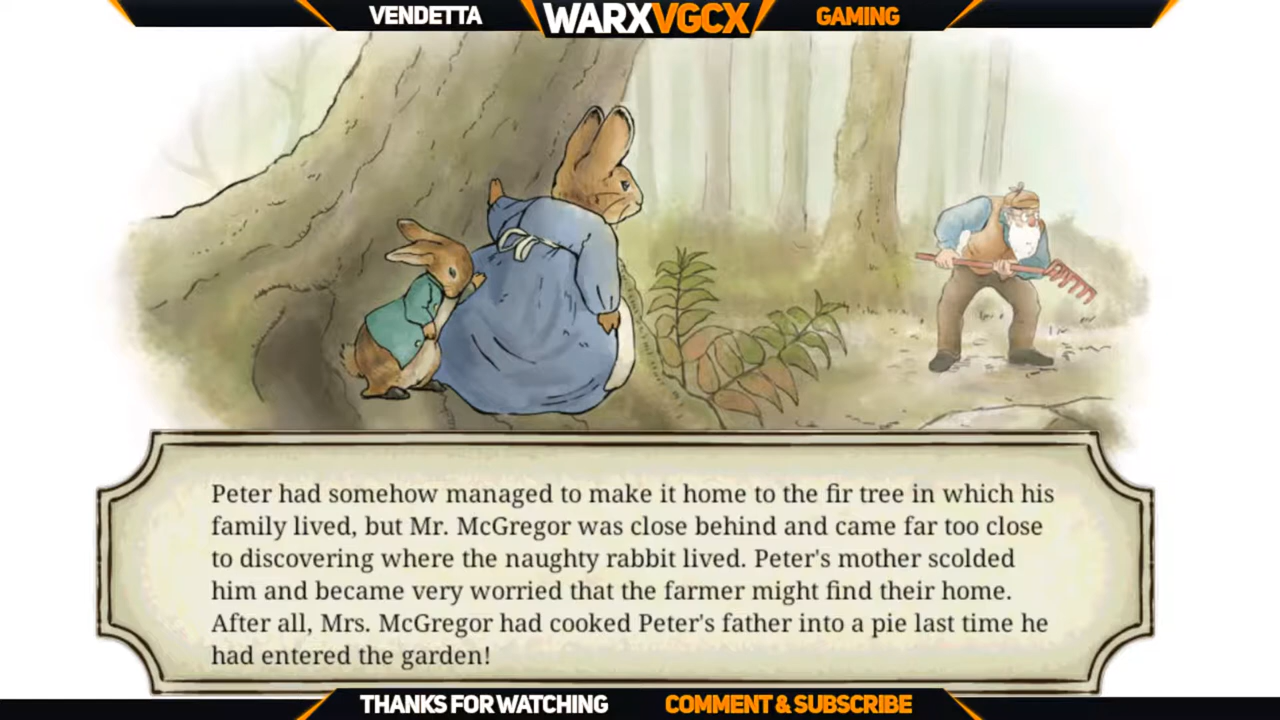 VENDETTA WARXVGCX GAMING
Peter had somehow managed to make it home to the fir tree in which his
family lived, but Mr. McGregor was close behind and came far too close
to discovering where the naughty rabbit lived. Peter's mother scolded
him and became very worried that the farmer might find their home.
After all, Mrs. McGregor had cooked Peter's father into a pie last time he
had entered the garden!
THANKS FOR WATCHING COMMENT & SUBSCRIBE